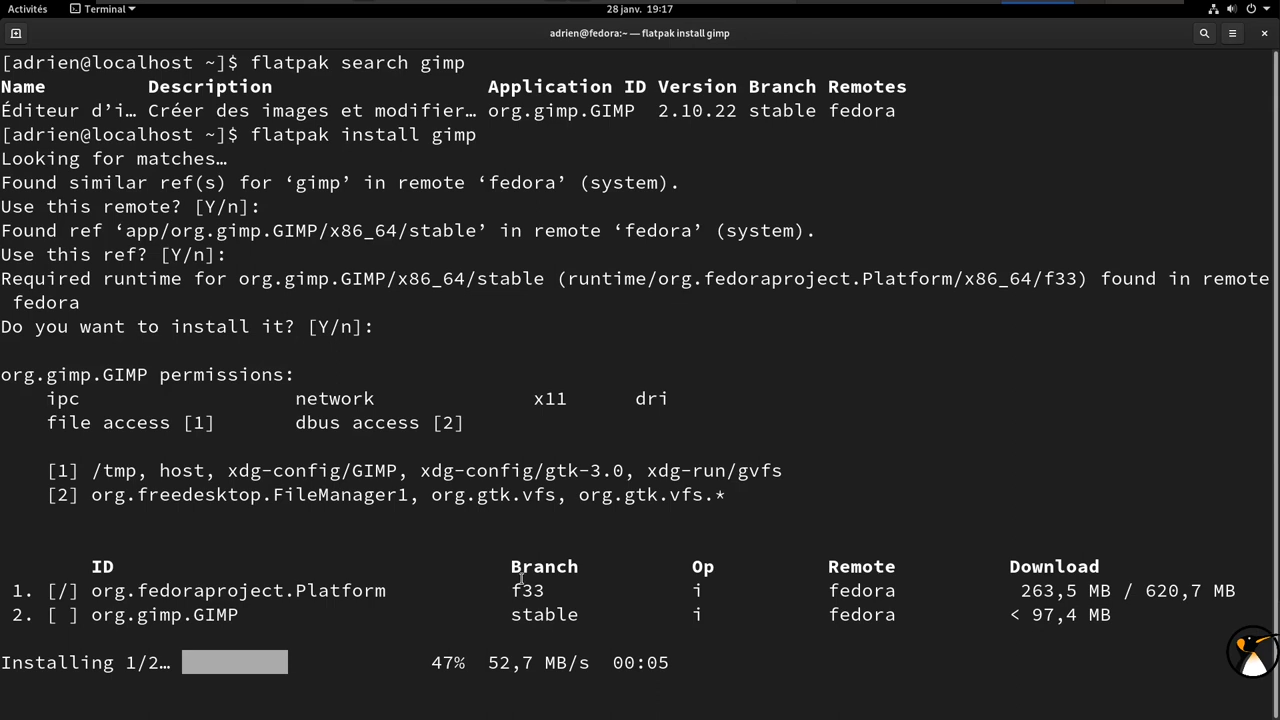 Activités Terminal 28 janv. 19:17
adrien@fedora:~ — flatpak install gimp
[adrien@localhost ~]$ flatpak search gimp
Name Description Application ID Version Branch Remotes
Éditeur d’i… Créer des images et modifier… org.gimp.GIMP 2.10.22 stable fedora
[adrien@localhost ~]$ flatpak install gimp
Looking for matches…
Found similar ref(s) for ‘gimp’ in remote ‘fedora’ (system).
Use this remote? [Y/n]:
Found ref ‘app/org.gimp.GIMP/x86_64/stable’ in remote ‘fedora’ (system).
Use this ref? [Y/n]:
Required runtime for org.gimp.GIMP/x86_64/stable (runtime/org.fedoraproject.Platform/x86_64/f33) found in remote
fedora
Do you want to install it? [Y/n]:
org.gimp.GIMP permissions:
ipc network x11 dri
file access [1] dbus access [2]
[1] /tmp, host, xdg-config/GIMP, xdg-config/gtk-3.0, xdg-run/gvfs
[2] org.freedesktop.FileManager1, org.gtk.vfs, org.gtk.vfs.*
ID Branch Op Remote Download
1. [/] org.fedoraproject.Platform f33 i fedora 263,5 MB / 620,7 MB
2. [ ] org.gimp.GIMP stable i fedora < 97,4 MB
Installing 1/2… 47% 52,7 MB/s 00:05